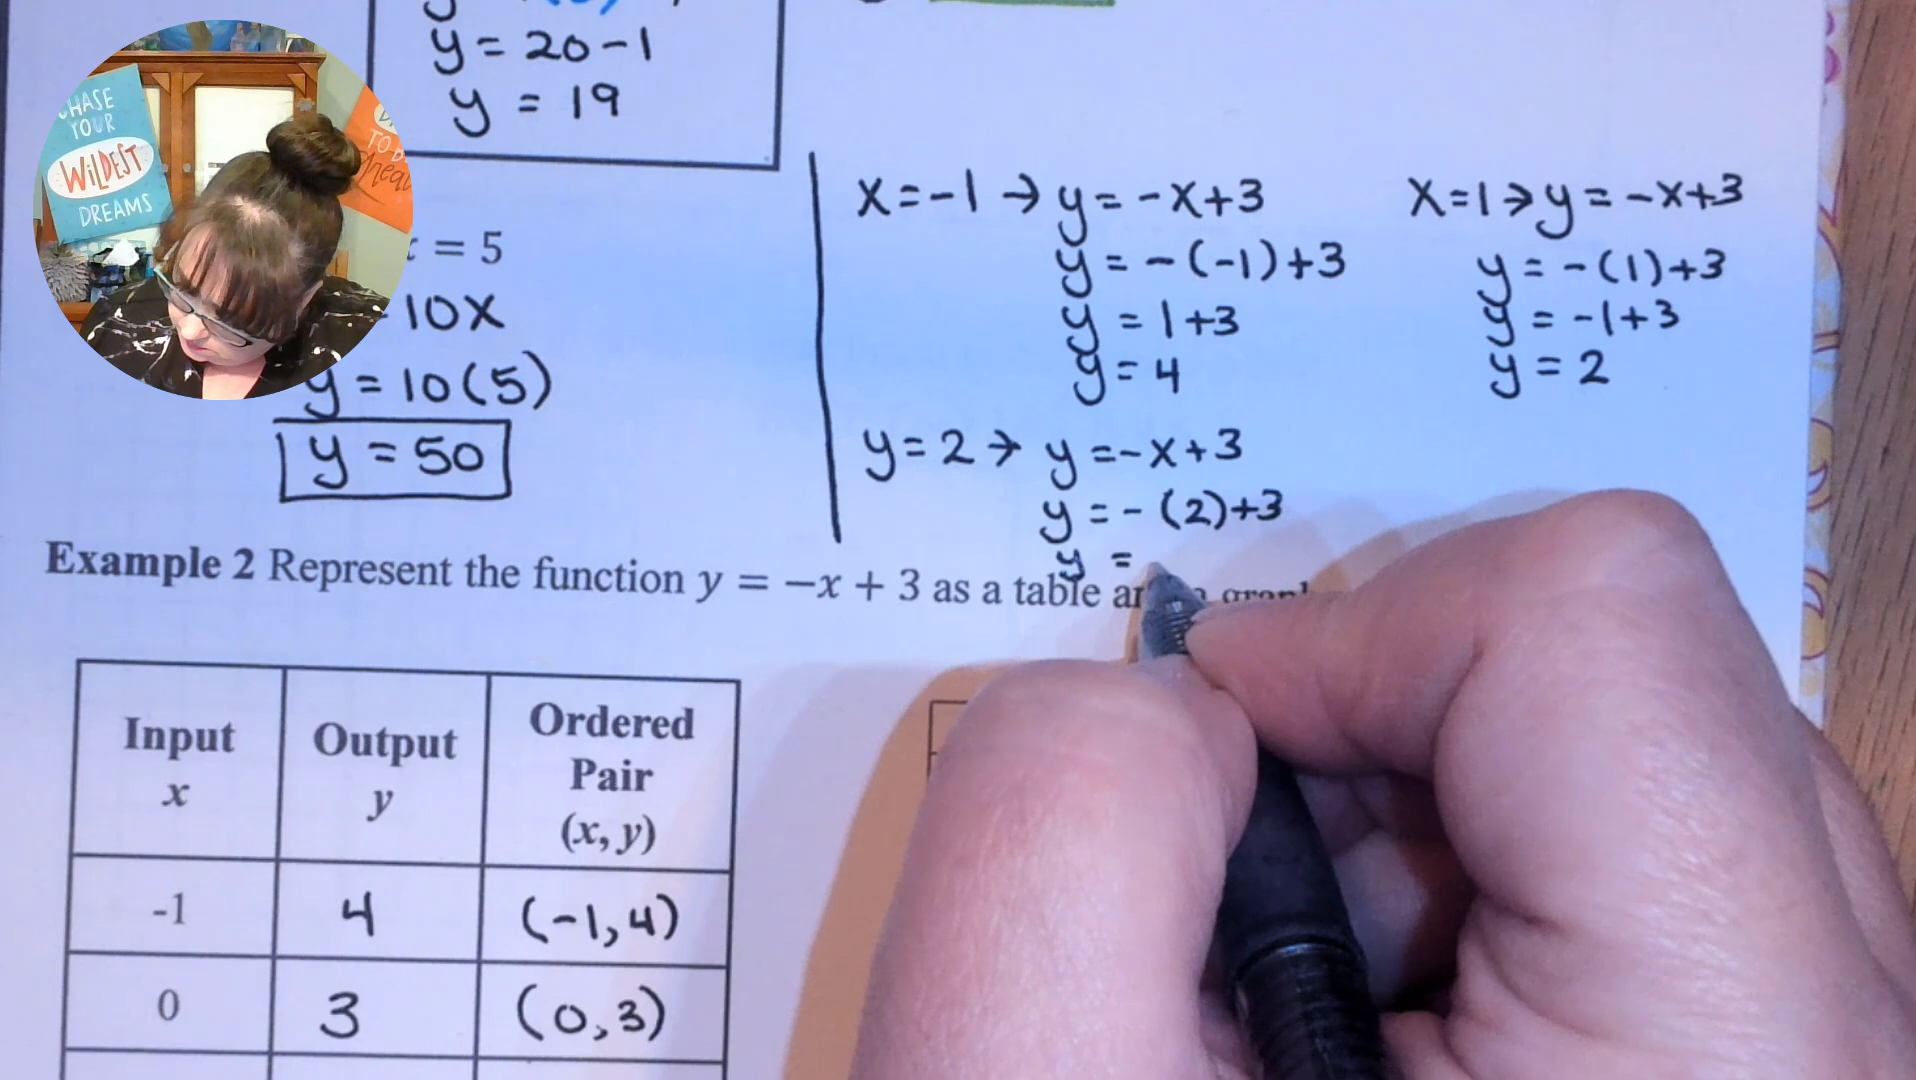 y = 20 - 1
y = 19
CHASE
YOUR
WILDEST
DREAMS
TO D
= 5
10x
y = 10(5)
y = 50
x = -1 → y = -x+3
y = -(-1)+3
y = 1+3
y = 4
x=1→y = -x+3
y = -(1)+3
y = -1+3
y = 2
y=2→ y =-x+3
y = -(2)+3
y =
Example 2 Represent the function y = −x + 3 as a table
Input
x
Output
y
Ordered
Pair
(x, y)
-1
4
(-1,4)
0
3
(0,3)